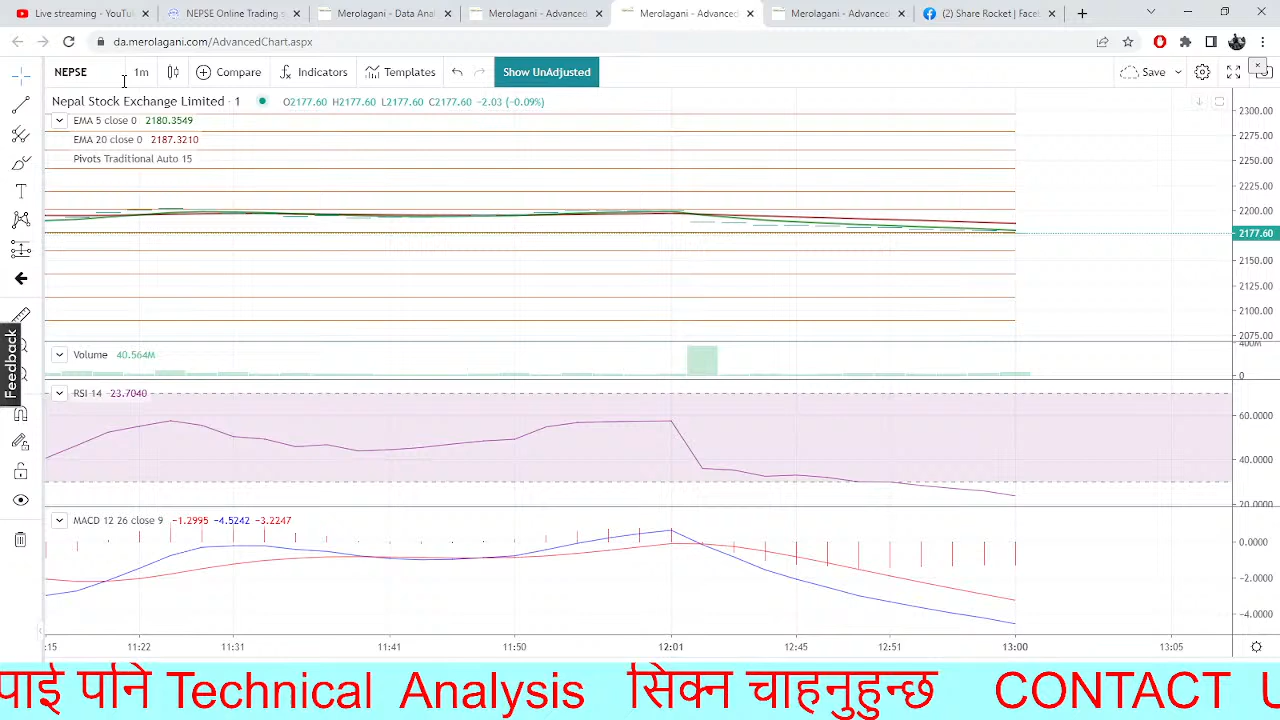 Live streaming - YouTu
NEPSE Online Trading s
Merolagani - Data Anal
Merolagani - Advanced
Merolagani - Advanced
Merolagani - Advanced
(2) Share Rocket | Face
da.merolagani.com/AdvancedChart.aspx
NEPSE 1m Compare Indicators Templates Show UnAdjusted Save
Nepal Stock Exchange Limited · 1 O2177.60 H2177.60 L2177.60 C2177.60 −2.03 (−0.09%)
EMA 5 close 0 2180.3549
EMA 20 close 0 2187.3210
Pivots Traditional Auto 15
2300.00
2275.00
2250.00
2225.00
2200.00
2177.60
2150.00
2125.00
2100.00
2075.00
Feedback
Volume 40.564M
400M
0
RSI 14 23.7040
60.0000
40.0000
20.0000
MACD 12 26 close 9 −1.2995 −4.5242 −3.2247
0.0000
−2.0000
−4.0000
:15 11:22 11:31 11:41 11:50 12:01 12:45 12:51 13:00 13:05
पाई पनि Technical Analysis सिक्न चाहनुहुन्छ CONTACT U